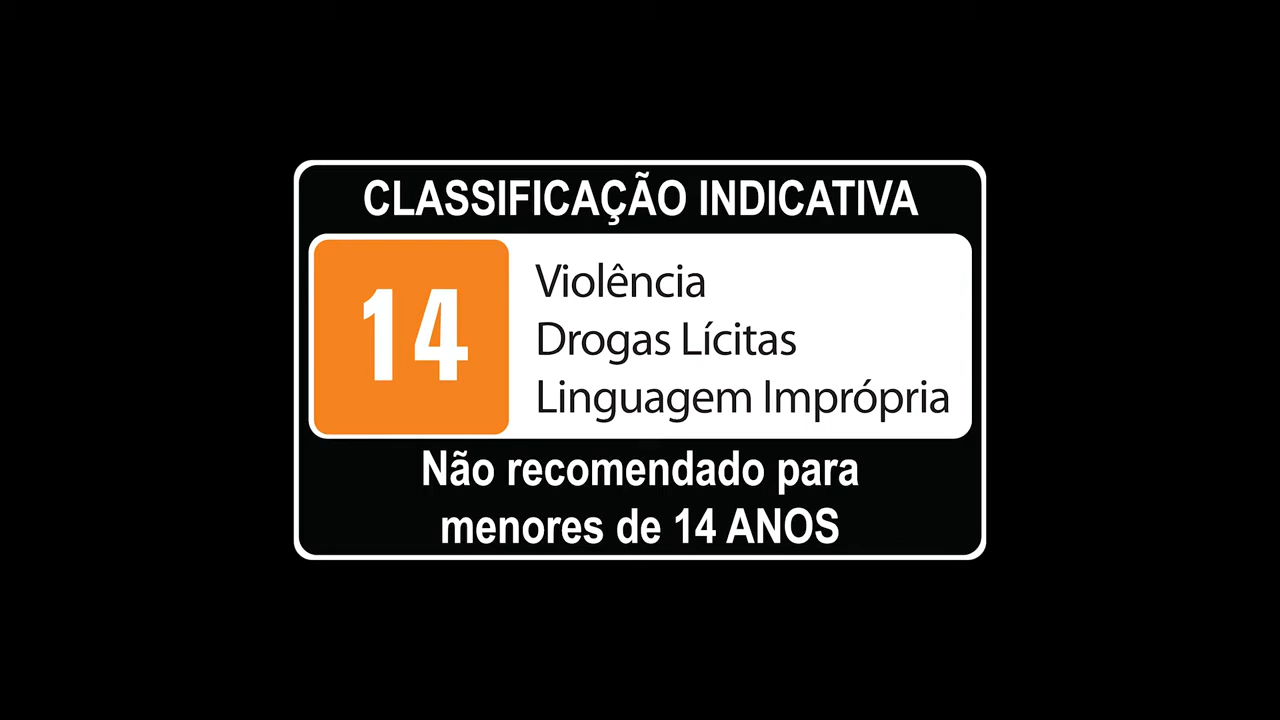 CLASSIFICAÇÃO INDICATIVA
14
Violência
Drogas Lícitas
Linguagem Imprópria
Não recomendado para
menores de 14 ANOS